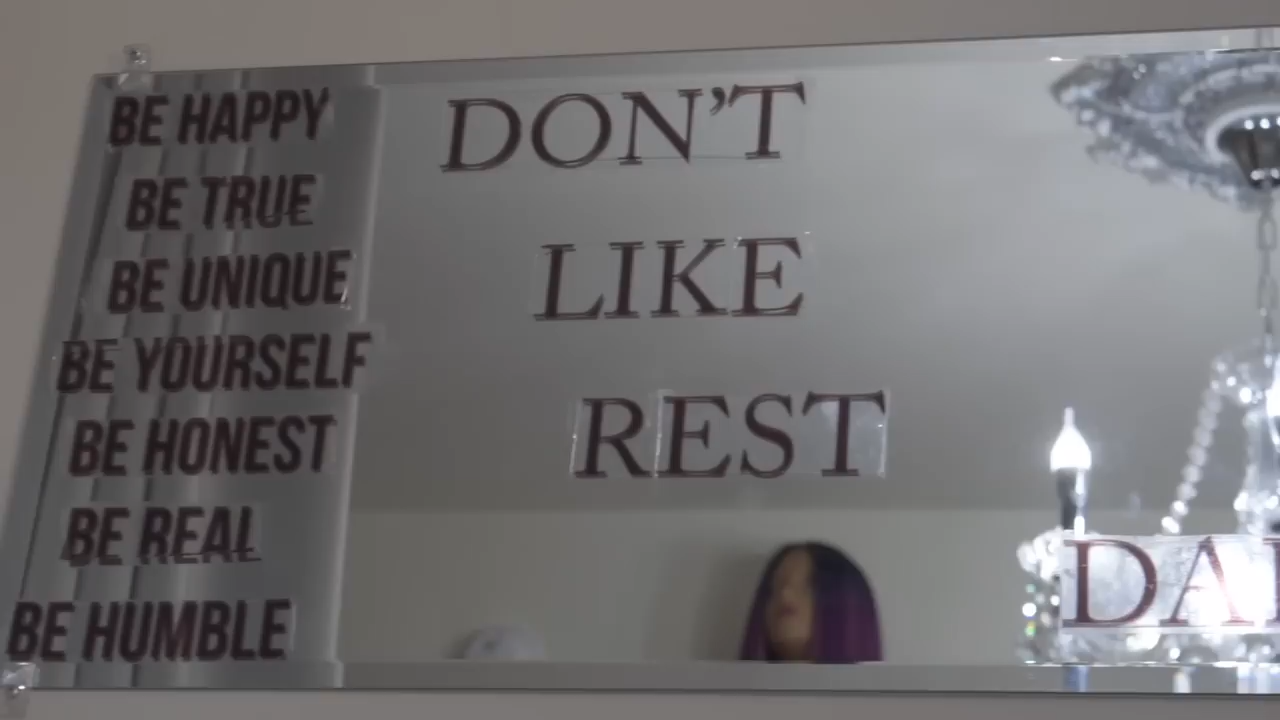 BE HAPPY
BE TRUE
BE UNIQUE
BE YOURSELF
BE HONEST
BE REAL
BE HUMBLE
DON'T
LIKE
REST